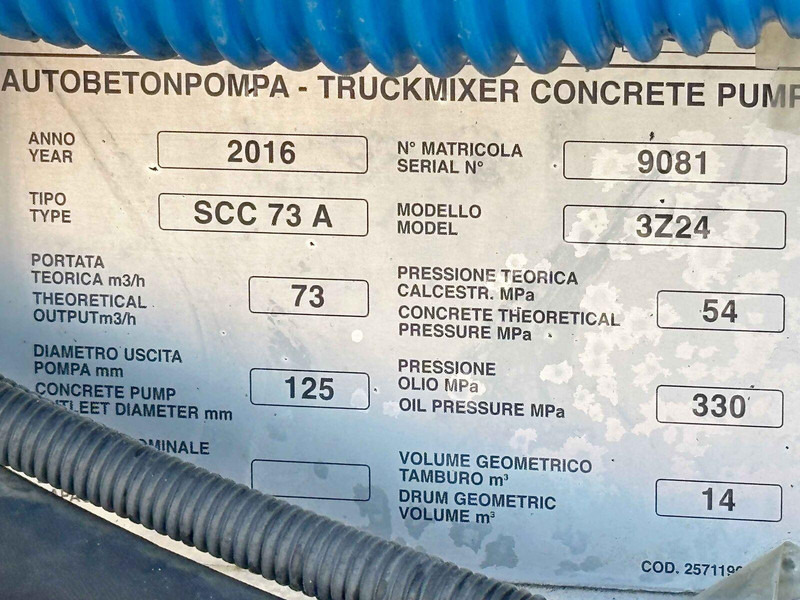 AUTOBETONPOMPA - TRUCKMIXER CONCRETE PUMP
ANNO
YEAR
2016
N° MATRICOLA
SERIAL N°
9081
TIPO
TYPE
SCC 73 A
MODELLO
MODEL
3Z24
PORTATA
TEORICA m3/h
THEORETICAL
OUTPUTm3/h
73
PRESSIONE TEORICA
CALCESTR. MPa
CONCRETE THEORETICAL
PRESSURE MPa
54
DIAMETRO USCITA
POMPA mm
CONCRETE PUMP
DIAMETER mm
125
PRESSIONE
OLIO MPa
OIL PRESSURE MPa
330
VOLUME GEOMETRICO
TAMBURO m³
DRUM GEOMETRIC
VOLUME m³
14
COD.